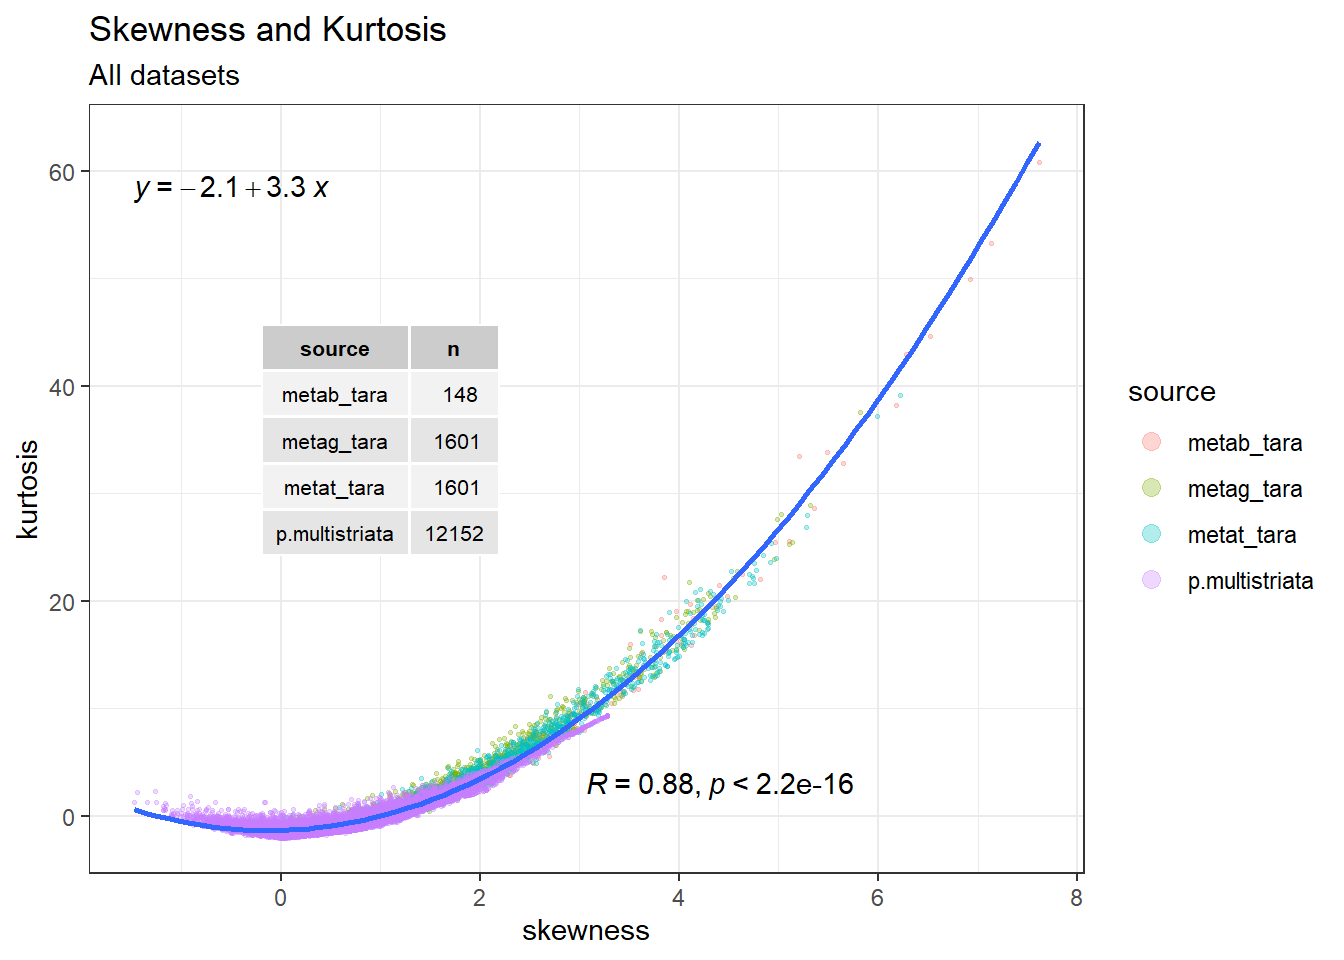 Skewness and Kurtosis
All datasets
y = −2.1 + 3.3 x
source n
metab_tara 148
metag_tara 1601
metat_tara 1601
p.multistriata 12152
R = 0.88, p < 2.2e-16
60
40
20
0
kurtosis
0 2 4 6 8
skewness
source
metab_tara
metag_tara
metat_tara
p.multistriata